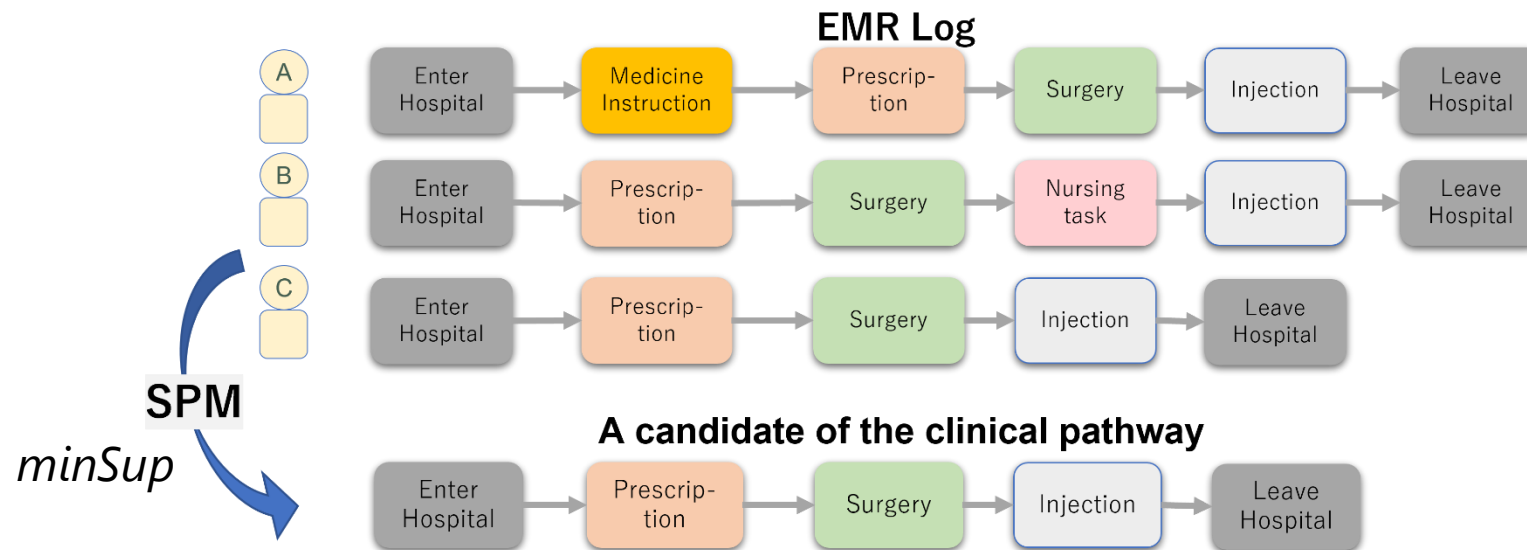 EMR Log
A
Enter
Hospital
Medicine
Instruction
Prescrip-
tion
Surgery
Injection
Leave
Hospital
B
Enter
Hospital
Prescrip-
tion
Surgery
Nursing
task
Injection
Leave
Hospital
C
Enter
Hospital
Prescrip-
tion
Surgery
Injection
Leave
Hospital
SPM
minSup
A candidate of the clinical pathway
Enter
Hospital
Prescrip-
tion
Surgery
Injection
Leave
Hospital